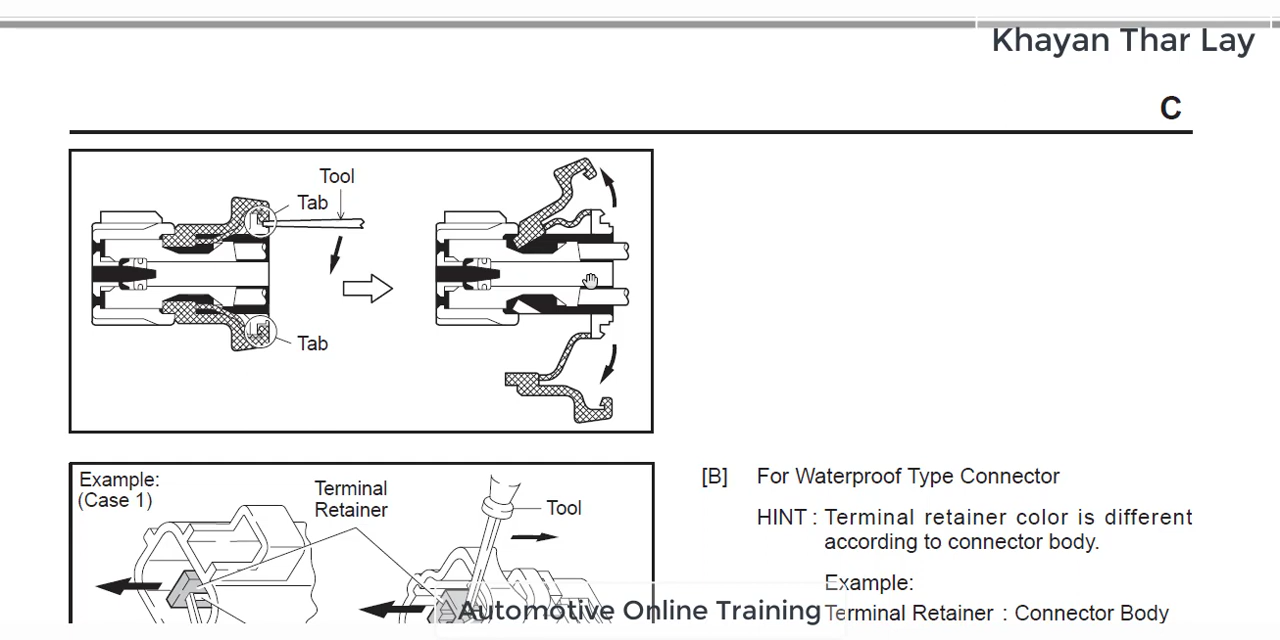 Khayan Thar Lay
C
Tool
Tab
Tab
Example:
(Case 1)
Terminal
Retainer
Tool
[B] For Waterproof Type Connector
HINT : Terminal retainer color is different
according to connector body.
Example:
Terminal Retainer : Connector Body
Automotive Online Training